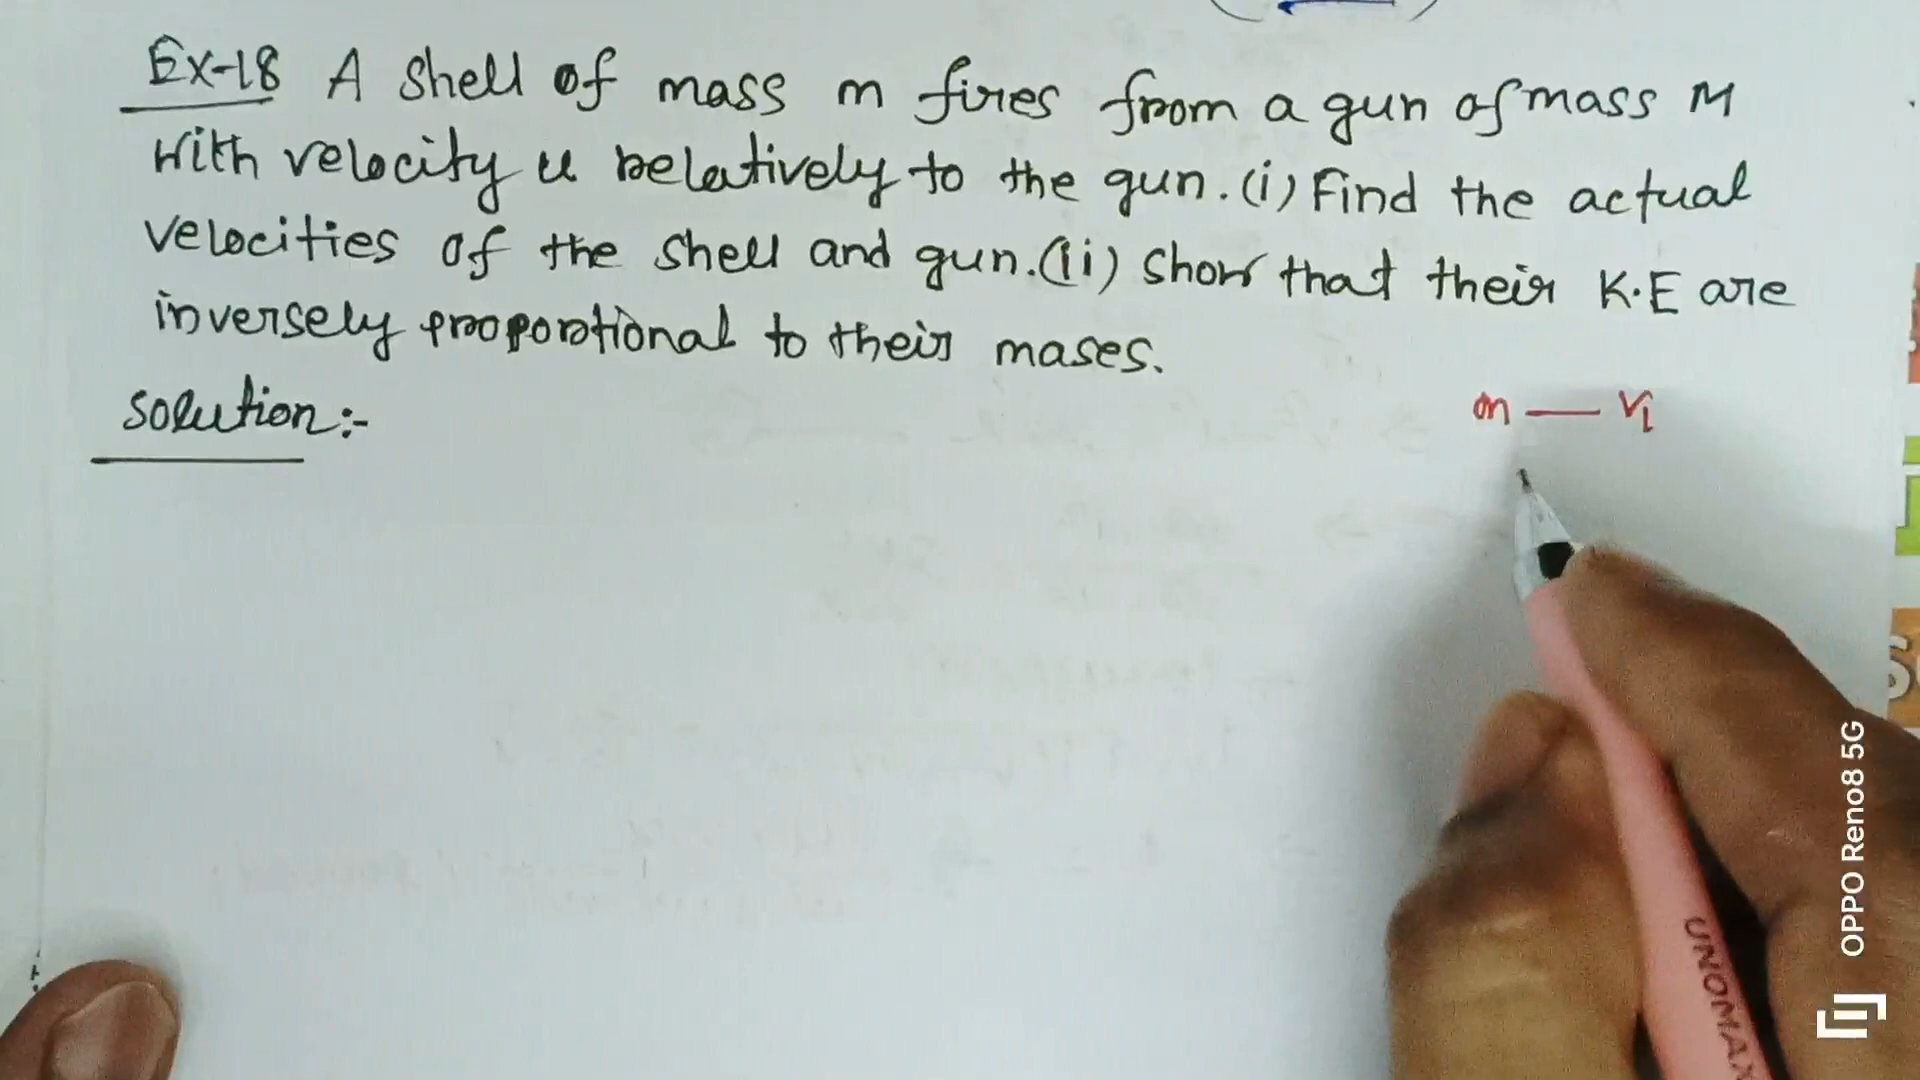 Ex-18 A shell of mass m fires from a gun of mass M
with velocity u relatively to the gun. (i) Find the actual
velocities of the shell and gun. (ii) show that their K.E are
inversely proportional to their mases.
solution:-
m — V1
UNOMAX
OPPO Reno8 5G